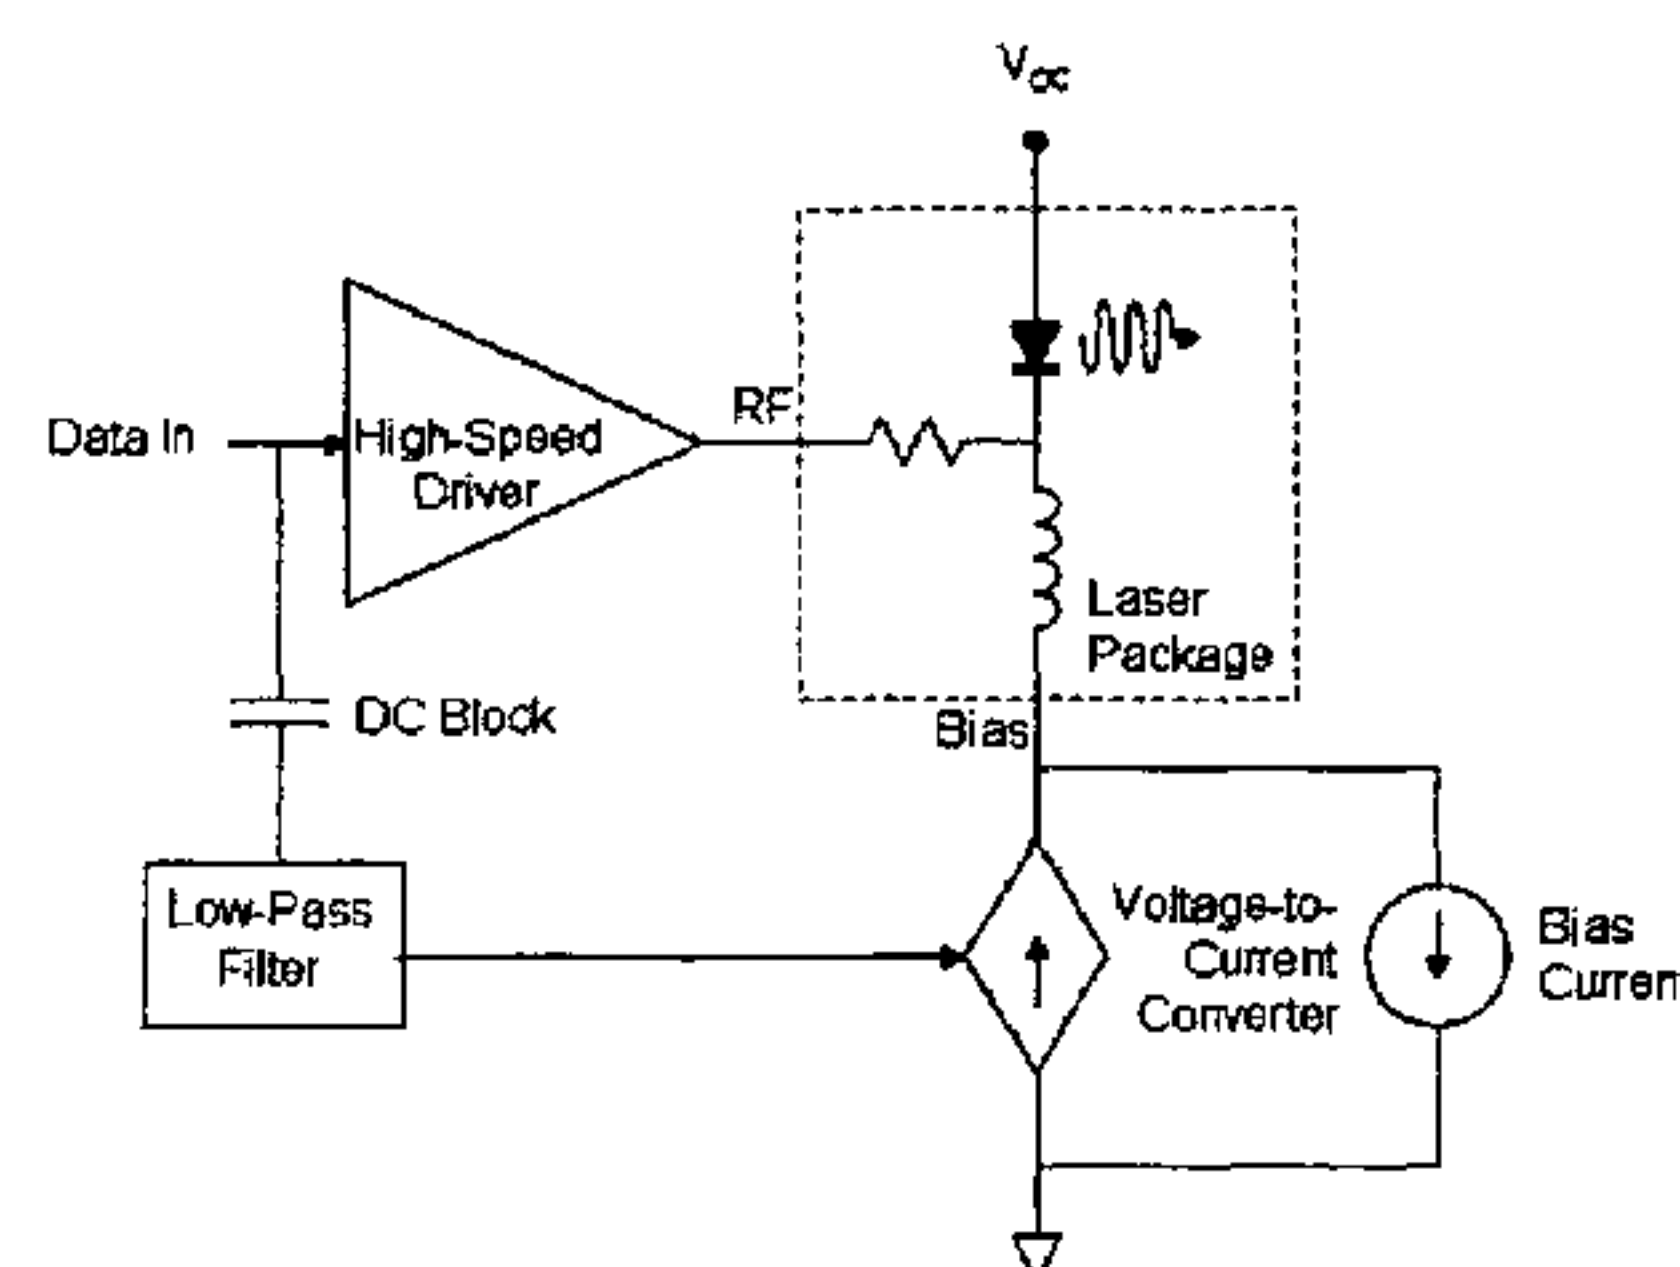 Vcc
RF
Data In
High-Speed
Driver
Laser
Package
DC Block
Bias
Low-Pass
Filter
Voltage-to-
Current
Converter
Bias
Curren